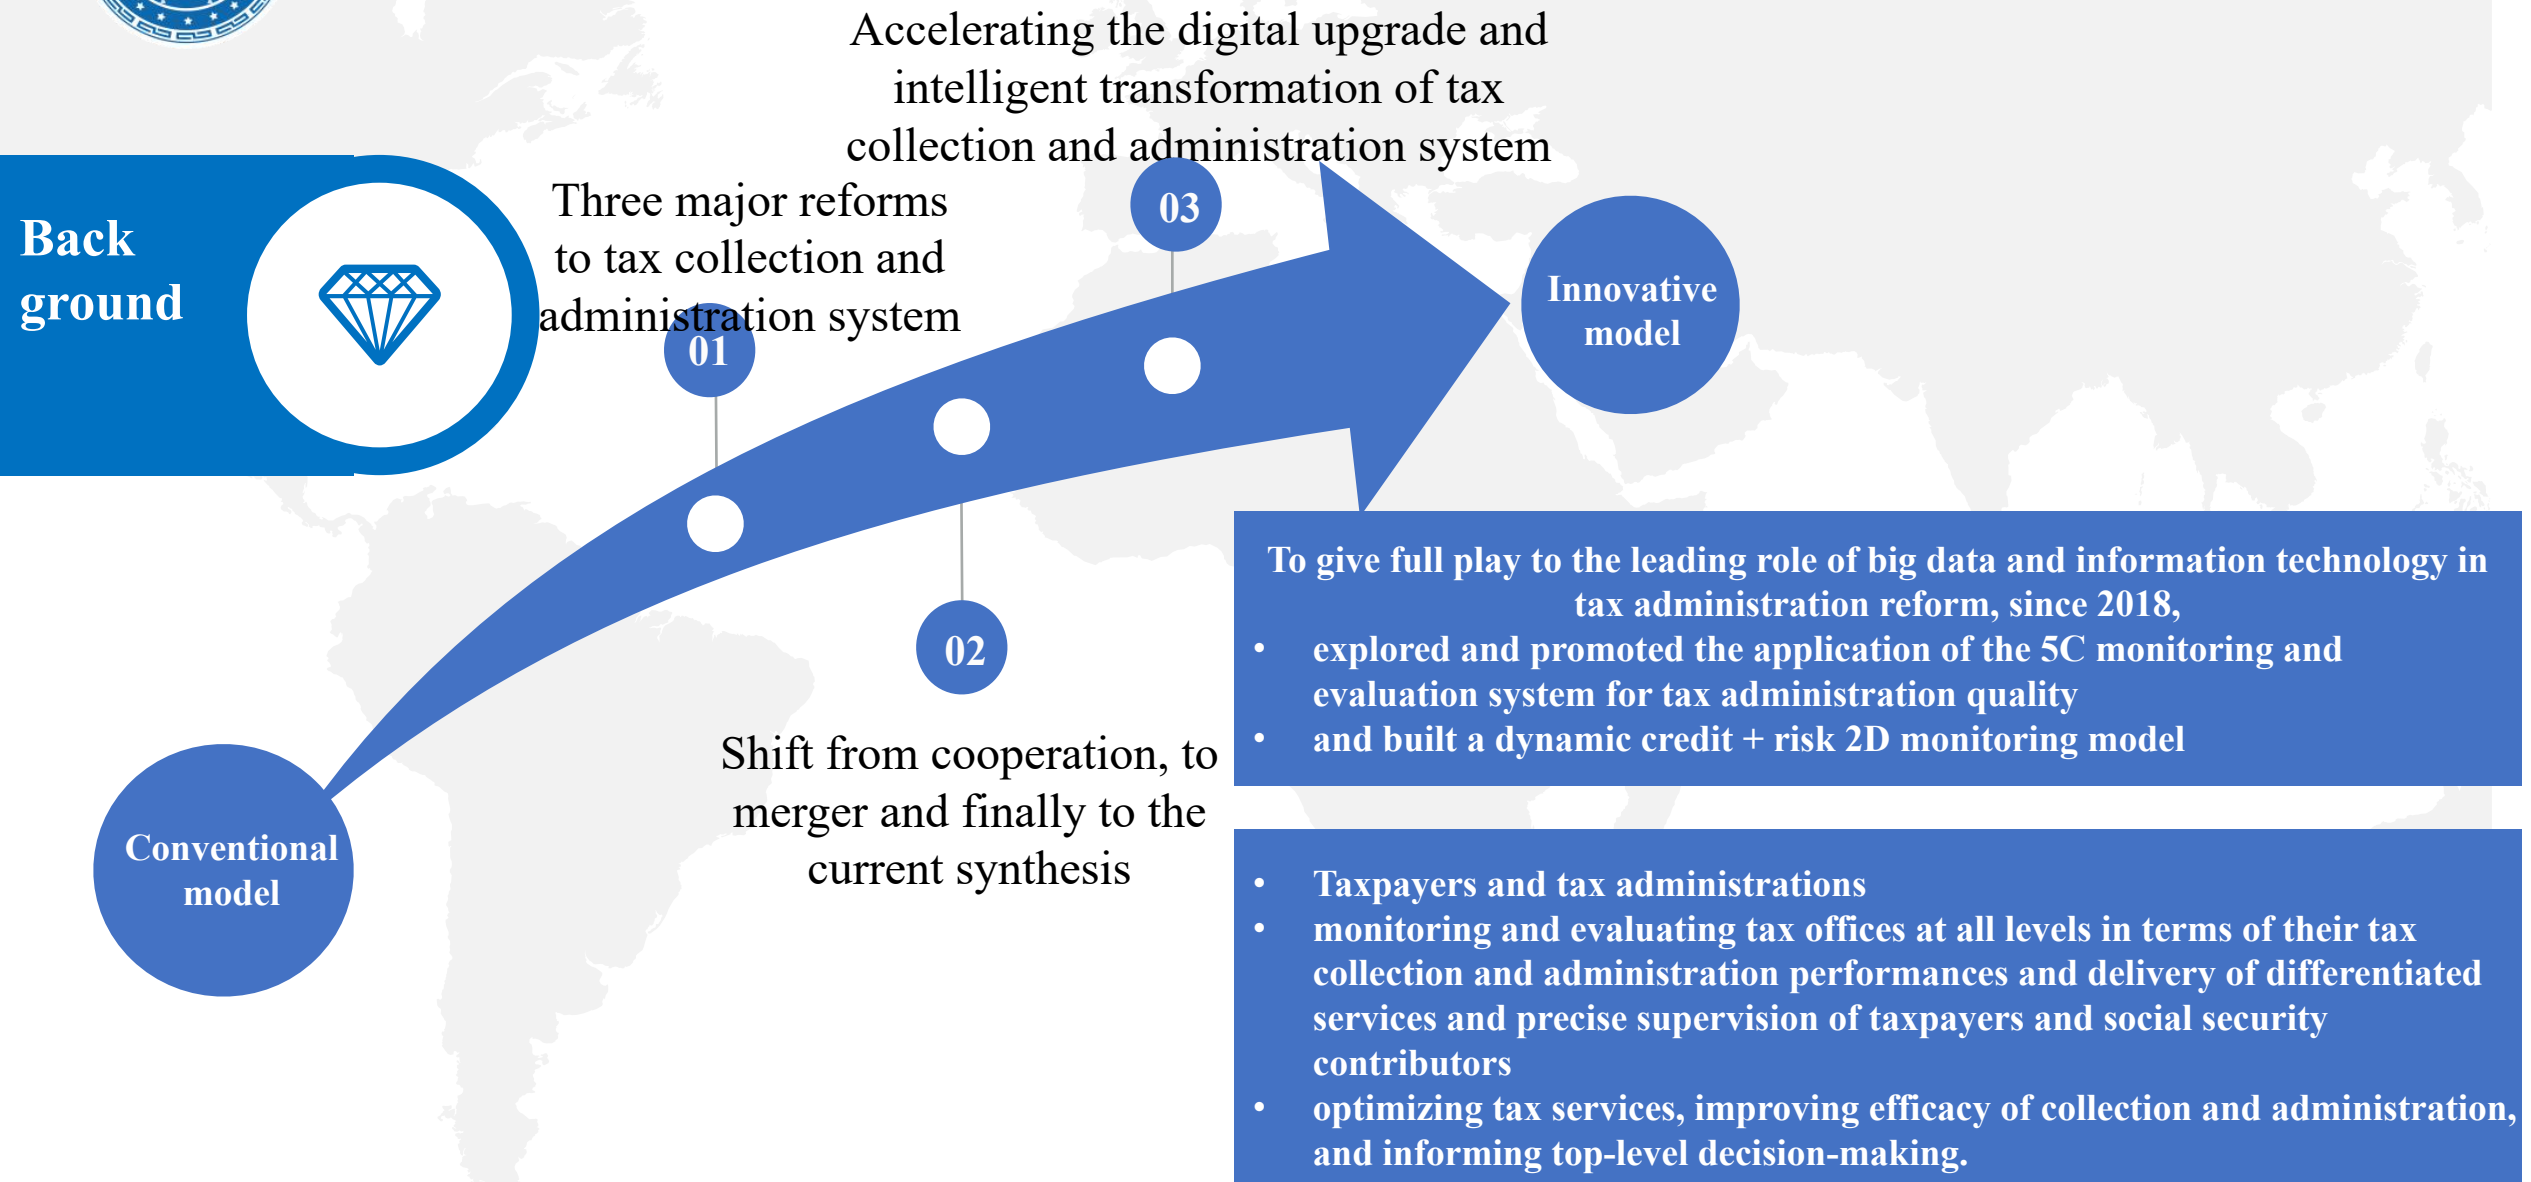 Accelerating the digital upgrade and
intelligent transformation of tax
collection and administration system
Back
ground
Three major reforms
to tax collection and
administration system
01
03
Innovative
model
02
Shift from cooperation, to
merger and finally to the
current synthesis
Conventional
model
To give full play to the leading role of big data and information technology in
tax administration reform, since 2018,
• explored and promoted the application of the 5C monitoring and
evaluation system for tax administration quality
• and built a dynamic credit + risk 2D monitoring model
• Taxpayers and tax administrations
• monitoring and evaluating tax offices at all levels in terms of their tax
collection and administration performances and delivery of differentiated
services and precise supervision of taxpayers and social security
contributors
• optimizing tax services, improving efficacy of collection and administration,
and informing top-level decision-making.